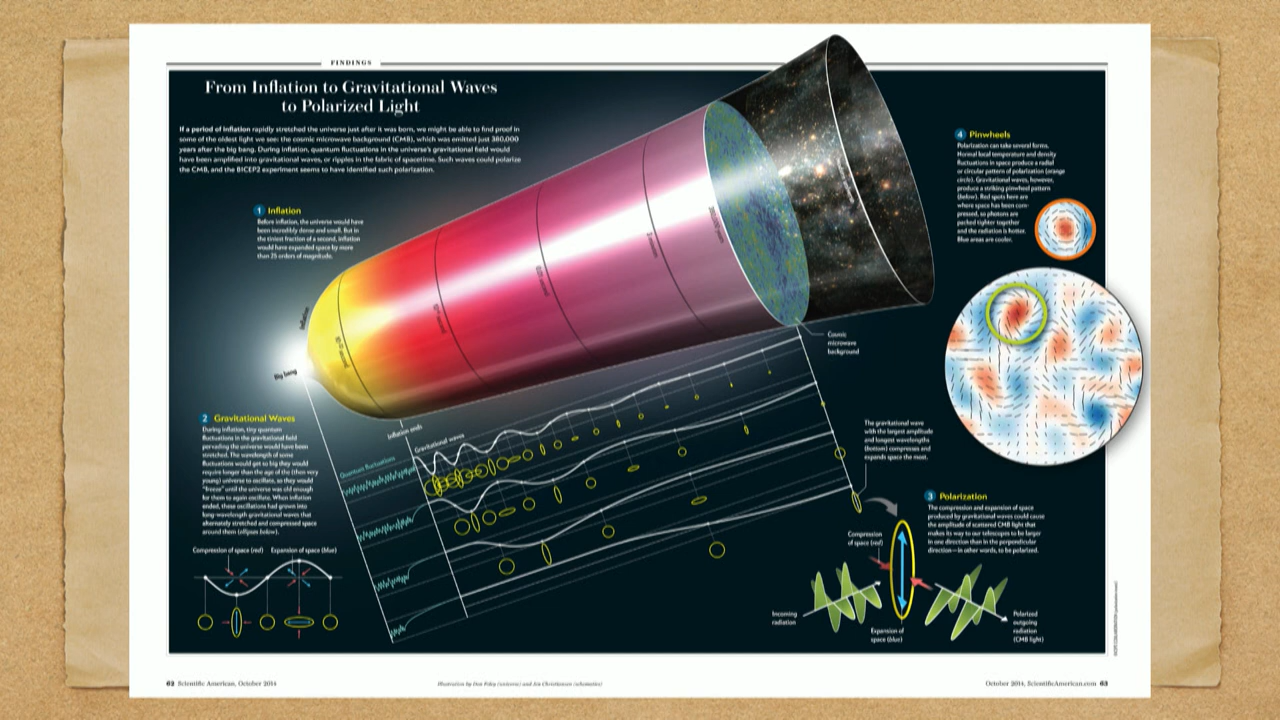 FINDINGS
From Inflation to Gravitational Waves
to Polarized Light
If a period of inflation rapidly stretched the universe just after it was born, we might be able to find proof in
some of the oldest light we see: the cosmic microwave background (CMB), which was emitted just 380,000
years after the big bang. During inflation, quantum fluctuations in the universe's gravitational field would
have been amplified into gravitational waves, or ripples in the fabric of spacetime. Such waves could polarize
the CMB, and the BICEP2 experiment seems to have identified such polarization.
1 Inflation
Before inflation, the universe would have
been incredibly dense and small. But in
the tiniest fraction of a second, inflation
would have expanded space by more
than 25 orders of magnitude.
Inflation
Big bang
Inflation ends
Cosmic
microwave
background
2 Gravitational Waves
During inflation, tiny quantum
fluctuations in the gravitational field
pervading the universe would have been
stretched. The wavelength of some
fluctuations would get so big they would
require longer than the age of the (then very
young) universe to oscillate, so they would
"freeze" until the universe was old enough
for them to again oscillate. When inflation
ended, these oscillations had grown into
long-wavelength gravitational waves that
alternately stretched and compressed space
around them (ellipses below).
Compression of space (red)
Expansion of space (blue)
Quantum fluctuations
Gravitational waves
The gravitational wave
with the largest amplitude
and longest wavelengths
(bottom) compresses and
expands space the most.
3 Polarization
The compression and expansion of space
produced by gravitational waves could cause
the amplitude of scattered CMB light that
makes its way to our telescopes to be larger
in one direction than in the perpendicular
direction—in other words, to be polarized.
Compression
of space (red)
Incoming
radiation
Expansion of
space (blue)
Polarized
outgoing
radiation
(CMB light)
4 Pinwheels
Polarization can take several forms.
Normal local temperature and density
fluctuations in space produce a radial
or circular pattern of polarization (orange
circle). Gravitational waves, however,
produce a striking pinwheel pattern
(below). Red spots here are
where space has been com-
pressed, so photons are
packed tighter together
and the radiation is hotter.
Blue areas are cooler.
62 Scientific American, October 2014
Illustration by Don Foley (universe) and Jen Christiansen (schematics)
October 2014, ScientificAmerican.com 63